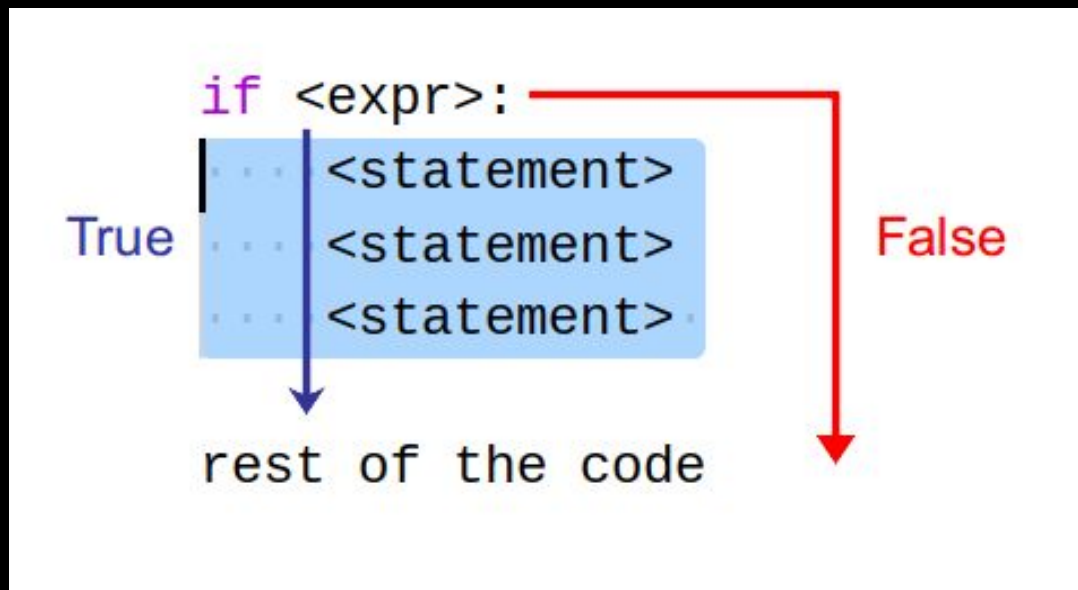 if <expr>:
<statement>
True
<statement>
False
<statement>
rest of the code